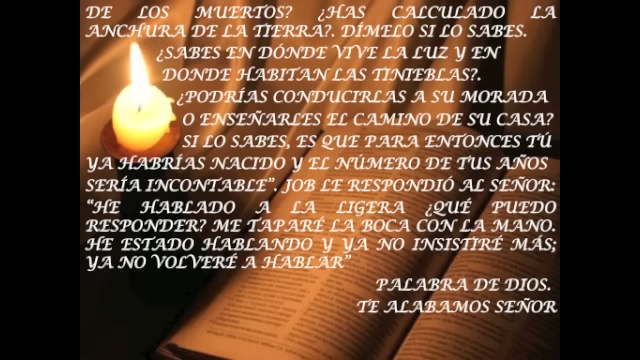 DE LOS MUERTOS? ¿HAS CALCULADO LA
ANCHURA DE LA TIERRA?. DÍMELO SI LO SABES.
¿SABES EN DÓNDE VIVE LA LUZ Y EN
DONDE HABITAN LAS TINIEBLAS?.
¿PODRÍAS CONDUCIRLAS A SU MORADA
O ENSEÑARLES EL CAMINO DE SU CASA?
SI LO SABES, ES QUE PARA ENTONCES TÚ
YA HABRÍAS NACIDO Y EL NÚMERO DE TUS AÑOS
SERÍA INCONTABLE”. JOB LE RESPONDIÓ AL SEÑOR:
“HE HABLADO A LA LIGERA ¿QUÉ PUEDO
RESPONDER? ME TAPARÉ LA BOCA CON LA MANO.
HE ESTADO HABLANDO Y YA NO INSISTIRÉ MÁS;
YA NO VOLVERÉ A HABLAR”
PALABRA DE DIOS.
TE ALABAMOS SEÑOR